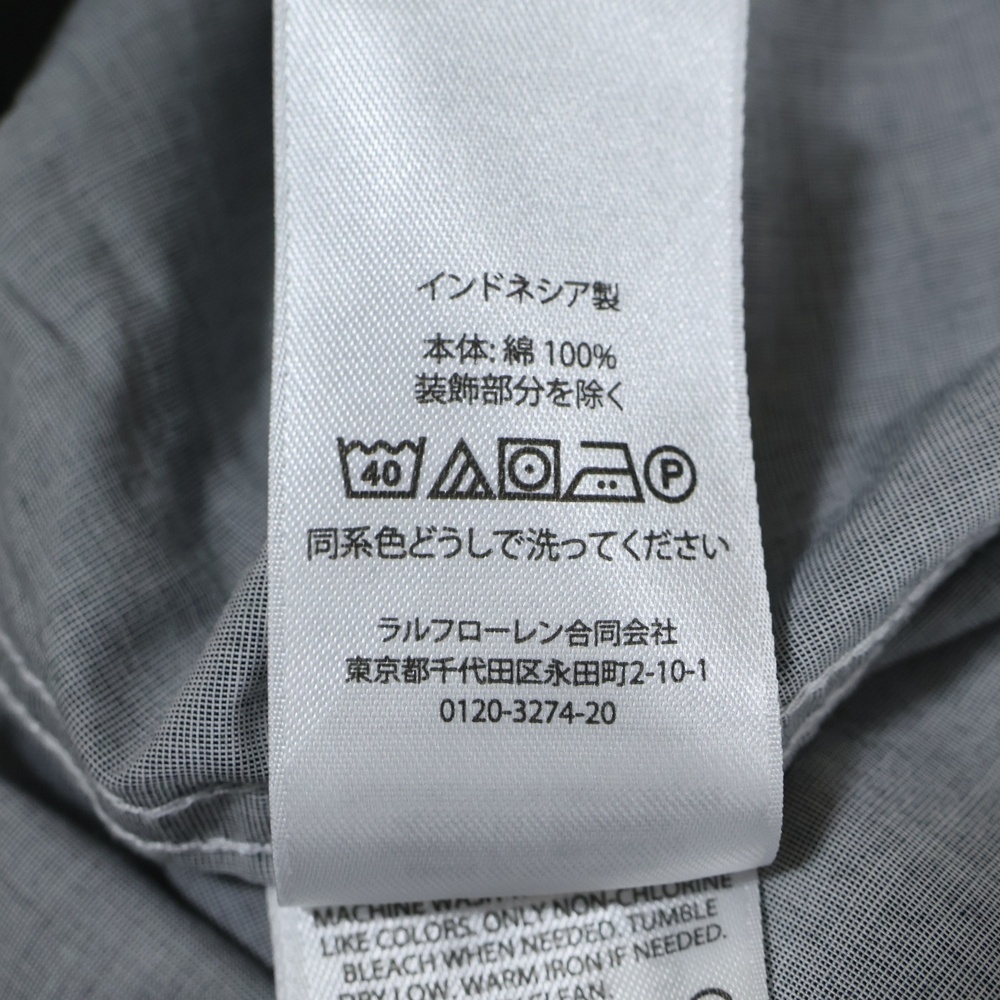 インドネシア製
本体: 綿 100%
装飾部分を除く
40 P
同系色どうしで洗ってください
ラルフローレン合同会社
東京都千代田区永田町2-10-1
0120-3274-20
MACHINE WASH
LIKE COLORS. ONLY NON-CHLORINE
BLEACH WHEN NEEDED. TUMBLE
DRY LOW. WARM IRON IF NEEDED.
CLEAN.